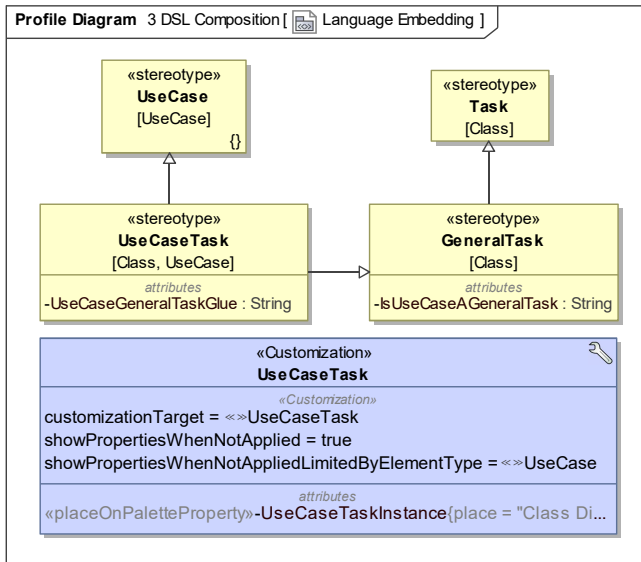 Profile Diagram 3 DSL Composition [ Language Embedding ]
«stereotype»
UseCase
[UseCase]
{}
«stereotype»
Task
[Class]
«stereotype»
UseCaseTask
[Class, UseCase]
attributes
-UseCaseGeneralTaskGlue : String
«stereotype»
GeneralTask
[Class]
attributes
-IsUseCaseAGeneralTask : String
«Customization»
UseCaseTask
«Customization»
customizationTarget = «»UseCaseTask
showPropertiesWhenNotApplied = true
showPropertiesWhenNotAppliedLimitedByElementType = «»UseCase
attributes
«placeOnPaletteProperty»-UseCaseTaskInstance{place = "Class Di...